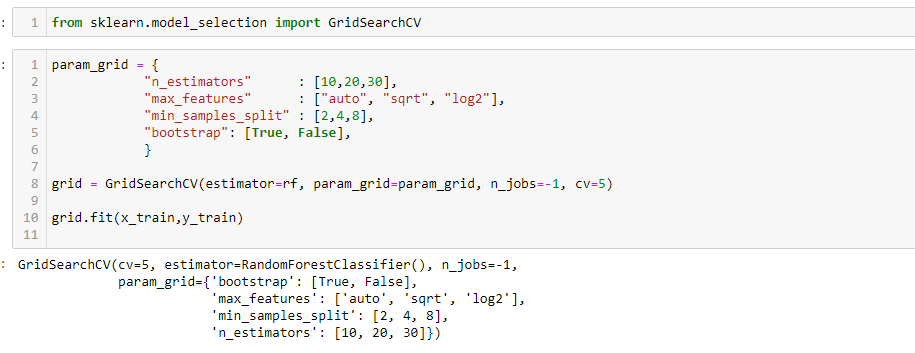 : 1 from sklearn.model_selection import GridSearchCV
: 1 param_grid = {
2 "n_estimators" : [10,20,30],
3 "max_features" : ["auto", "sqrt", "log2"],
4 "min_samples_split" : [2,4,8],
5 "bootstrap": [True, False],
6 }
7
8 grid = GridSearchCV(estimator=rf, param_grid=param_grid, n_jobs=-1, cv=5)
9
10 grid.fit(x_train,y_train)
11
: GridSearchCV(cv=5, estimator=RandomForestClassifier(), n_jobs=-1,
param_grid={'bootstrap': [True, False],
'max_features': ['auto', 'sqrt', 'log2'],
'min_samples_split': [2, 4, 8],
'n_estimators': [10, 20, 30]})